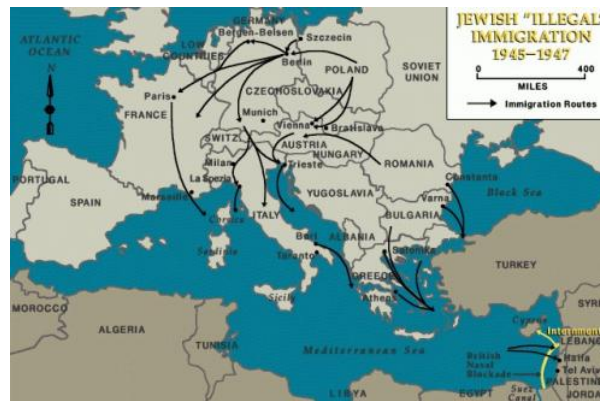 JEWISH "ILLEGAL"
IMMIGRATION
1945–1947
0 400
MILES
Immigration Routes
ATLANTIC
OCEAN
N
GERMANY
Bergen-Belsen
Szczecin
LOW
COUNTRIES
Berlin
POLAND
SOVIET
UNION
Paris
CZECHOSLOVAKIA
FRANCE
Munich
Vienna
Bratislava
SWITZ.
AUSTRIA
HUNGARY
Milan
Trieste
ROMANIA
La Spezia
Constanta
PORTUGAL
SPAIN
Marseille
YUGOSLAVIA
Varna
Black Sea
Corsica
ITALY
BULGARIA
Bari
ALBANIA
Salonika
Sardinia
Taranto
TURKEY
GREECE
Sicily
Athens
MOROCCO
ALGERIA
TUNISIA
Mediterranean Sea
LIBYA
Cyprus
Internment
SYRI
LEBANO
British
Naval
Blockade
Haifa
Tel Aviv
PALESTINE
JORDA
EGYPT
Suez
Canal